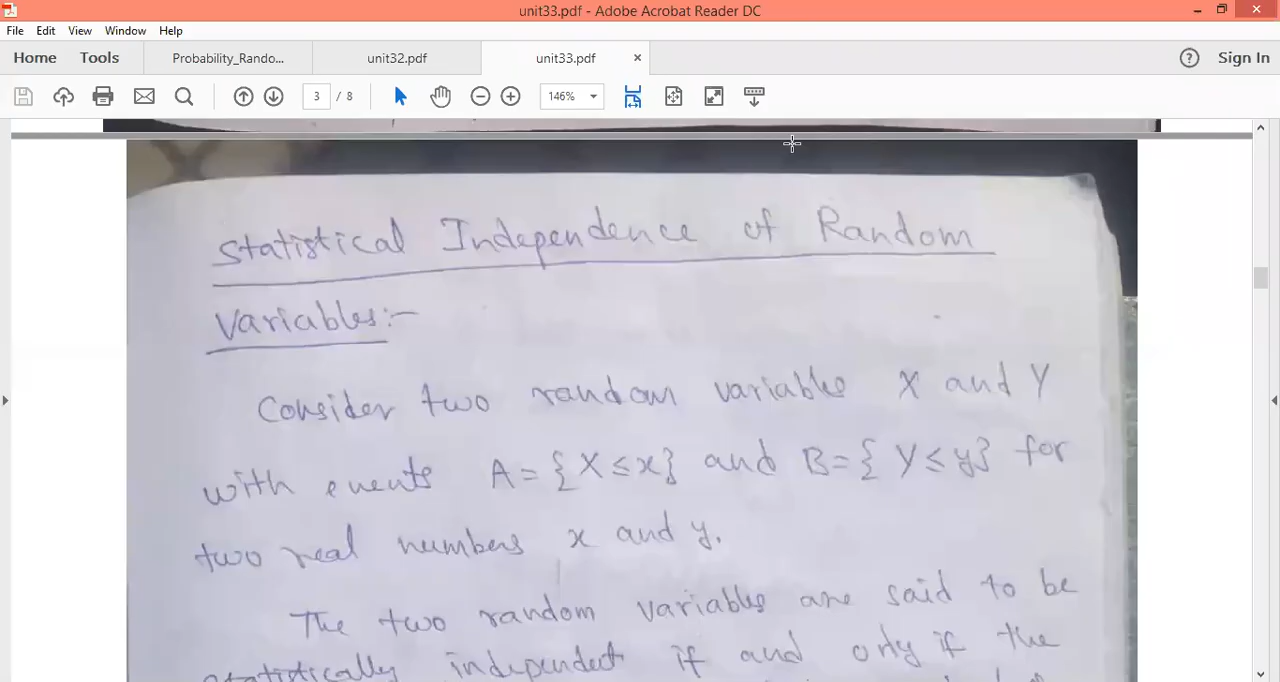 unit33.pdf - Adobe Acrobat Reader DC
File Edit View Window Help
Home Tools Probability_Rando... unit32.pdf unit33.pdf × ? Sign In
3 / 8 146%
Statistical Independence of Random
Variables:-
Consider two random variables X and Y
with events A = {X ≤ x} and B = { Y ≤ y} for
two real numbers x and y.
The two random variables are said to be
statistically independent if and only if the